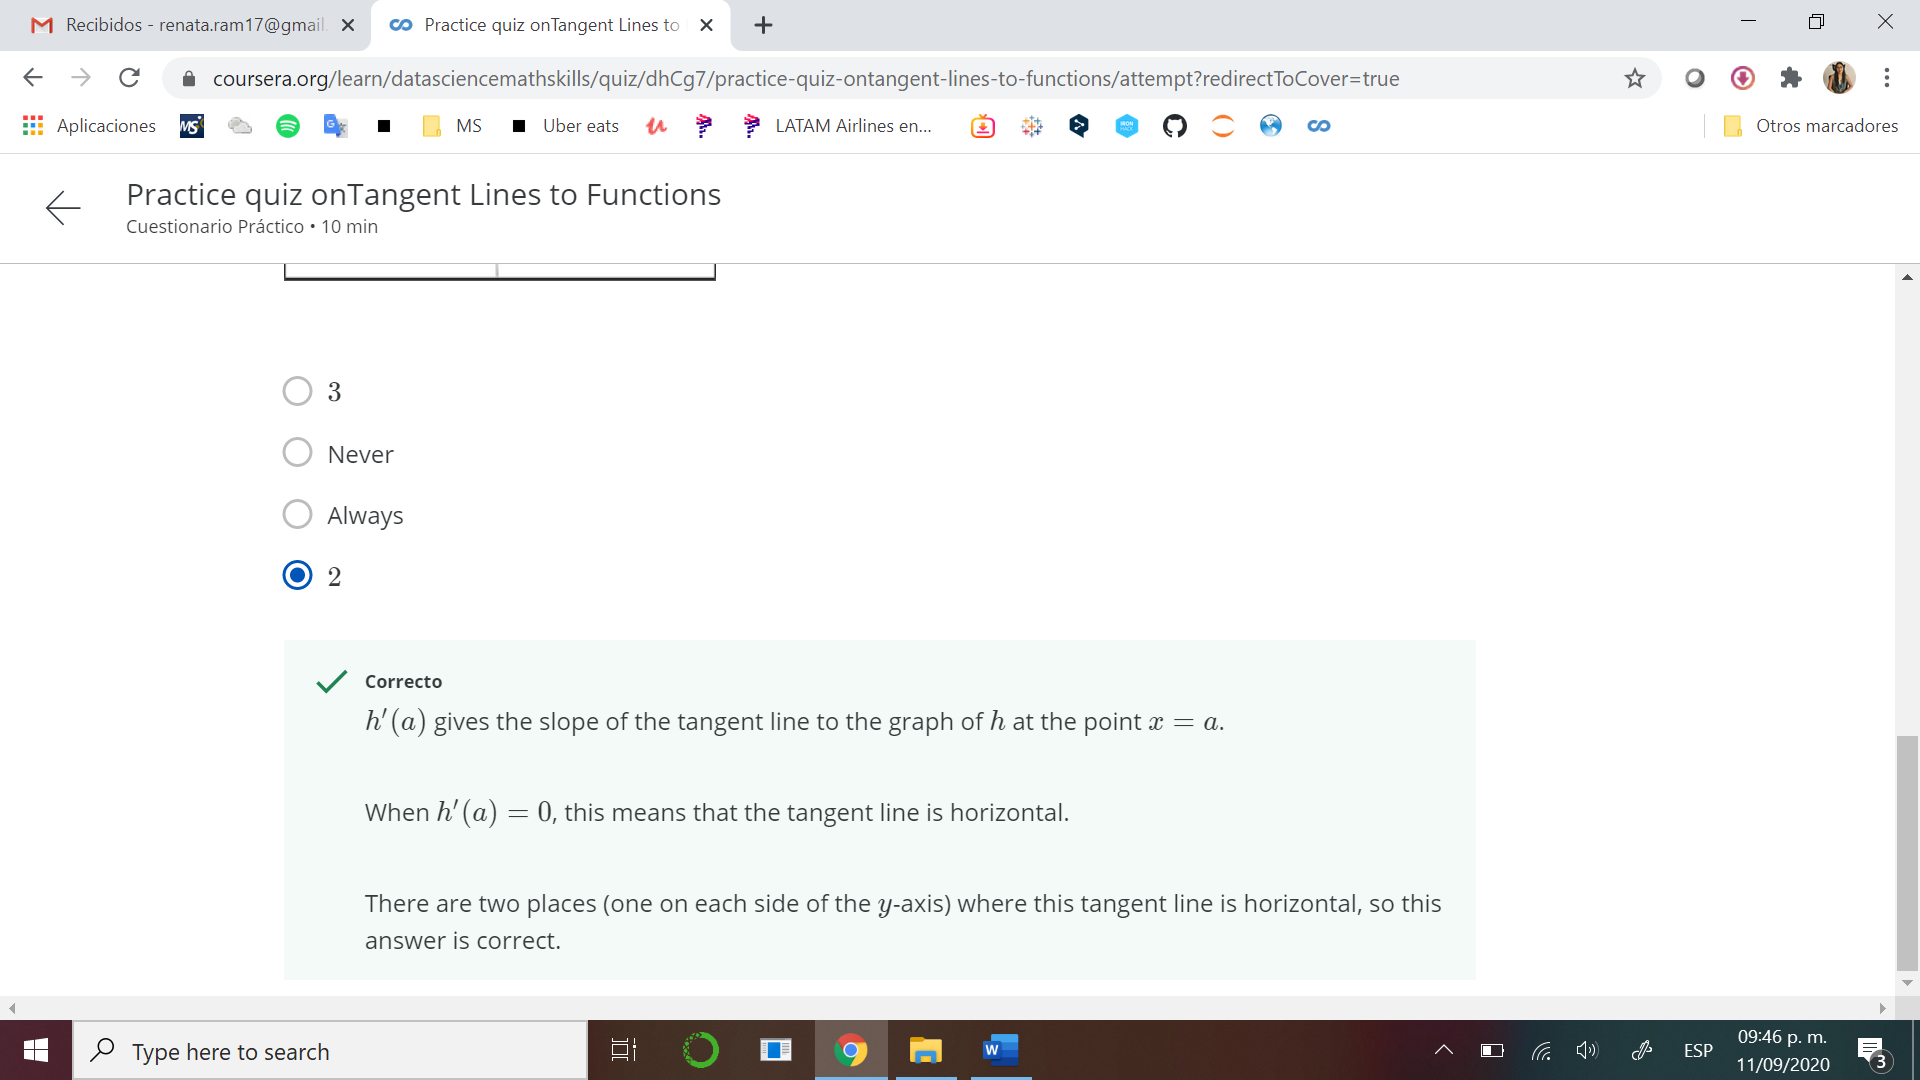 Recibidos - renata.ram17@gmail.
Practice quiz onTangent Lines to
coursera.org/learn/datasciencemathskills/quiz/dhCg7/practice-quiz-ontangent-lines-to-functions/attempt?redirectToCover=true
Aplicaciones MS MS Uber eats LATAM Airlines en... IRON HACK Otros marcadores
Practice quiz onTangent Lines to Functions
Cuestionario Práctico • 10 min
3
Never
Always
2
Correcto
h′(a) gives the slope of the tangent line to the graph of h at the point x = a.
When h′(a) = 0, this means that the tangent line is horizontal.
There are two places (one on each side of the y-axis) where this tangent line is horizontal, so this
answer is correct.
Type here to search
W
ESP
09:46 p. m.
11/09/2020
3